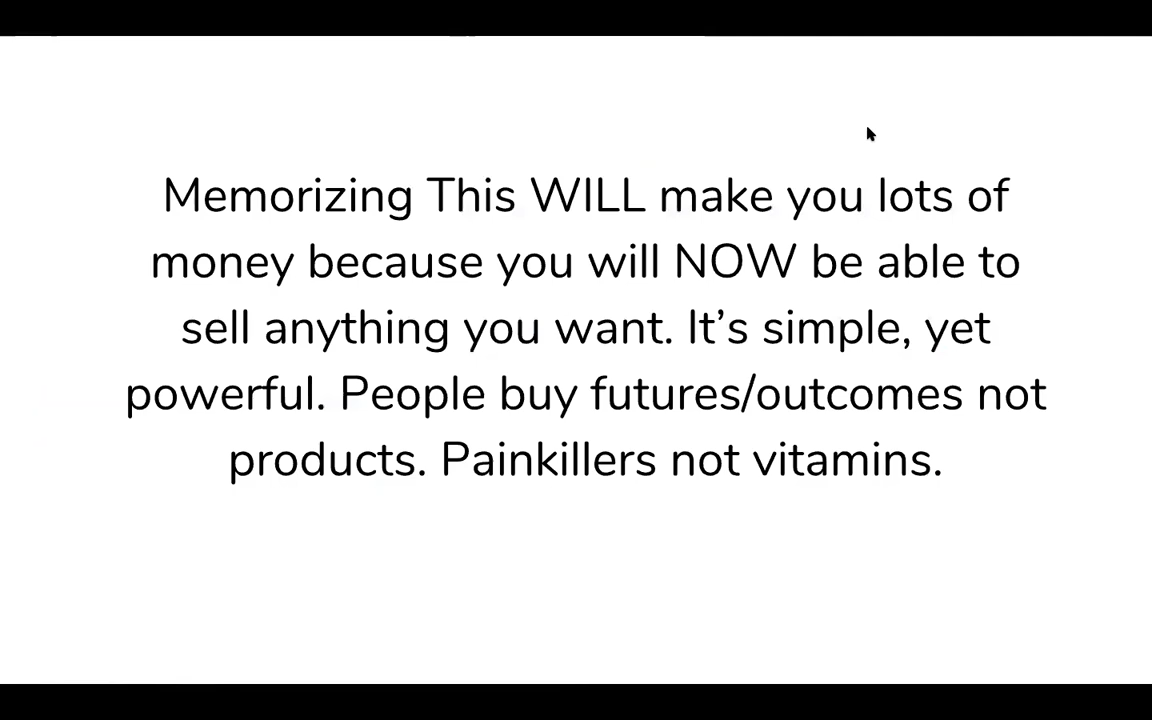 Memorizing This WILL make you lots of
money because you will NOW be able to
sell anything you want. It’s simple, yet
powerful. People buy futures/outcomes not
products. Painkillers not vitamins.